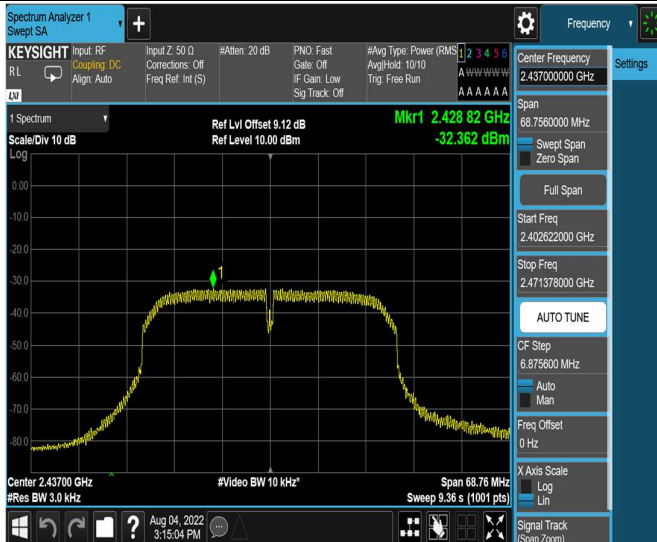 Spectrum Analyzer 1
Swept SA
Frequency
KEYSIGHT
RL
LXI
Input: RF
Coupling: DC
Align: Auto
Input Z: 50 Ω
Corrections: Off
Freq Ref: Int (S)
#Atten: 20 dB
PNO: Fast
Gate: Off
IF Gain: Low
Sig Track: Off
#Avg Type: Power (RMS
Avg|Hold: 10/10
Trig: Free Run
1 2 3 4 5 6
A W W W W W
A A A A A A
1 Spectrum
Scale/Div 10 dB
Log
Ref Lvl Offset 9.12 dB
Ref Level 10.00 dBm
Mkr1 2.428 82 GHz
-32.362 dBm
0.00
-10.0
-20.0
-30.0
-40.0
-50.0
-60.0
-70.0
-80.0
1
Center 2.43700 GHz
#Res BW 3.0 kHz
#Video BW 10 kHz*
Span 68.76 MHz
Sweep 9.36 s (1001 pts)
Aug 04, 2022
3:15:04 PM
Center Frequency
2.437000000 GHz
Span
68.7560000 MHz
Swept Span
Zero Span
Full Span
Start Freq
2.402622000 GHz
Stop Freq
2.471378000 GHz
AUTO TUNE
CF Step
6.875600 MHz
Auto
Man
Freq Offset
0 Hz
X Axis Scale
Log
Lin
Signal Track
(Span Zoom)
Settings